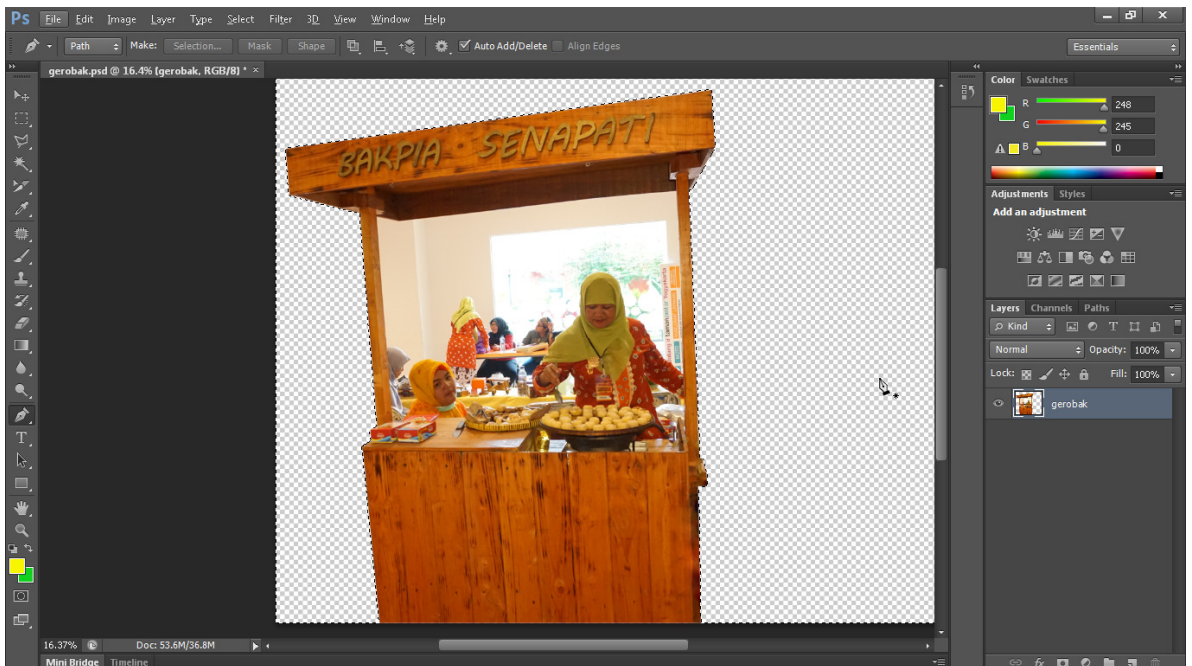 Ps File Edit Image Layer Type Select Filter 3D View Window Help
Path Make: Selection... Mask Shape Auto Add/Delete Align Edges Essentials
gerobak.psd @ 16.4% (gerobak, RGB/8) * ×
BAKPIA SENAPATI
Color Swatches
R 248
G 245
B 0
Adjustments Styles
Add an adjustment
Layers Channels Paths
Kind
Normal Opacity: 100%
Lock: Fill: 100%
gerobak
16.37% Doc: 53.6M/36.8M
Mini Bridge Timeline